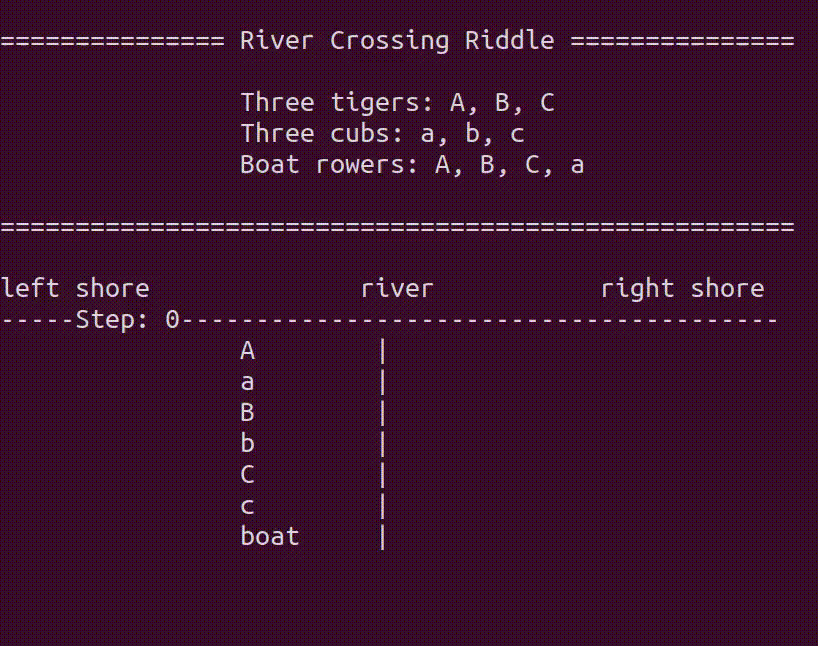 =============== River Crossing Riddle ===============
Three tigers: A, B, C
Three cubs: a, b, c
Boat rowers: A, B, C, a
=====================================================
left shore river right shore
-----Step: 0----------------------------------------
A |
a |
B |
b |
C |
c |
boat |